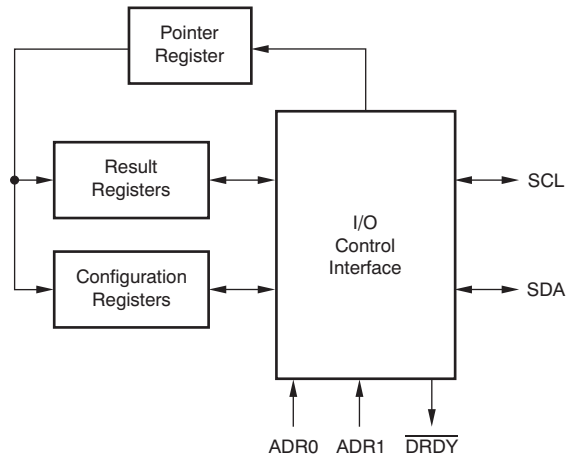 Pointer
Register
Result
Registers
Configuration
Registers
I/O
Control
Interface
SCL
SDA
ADR0 ADR1 DRDY